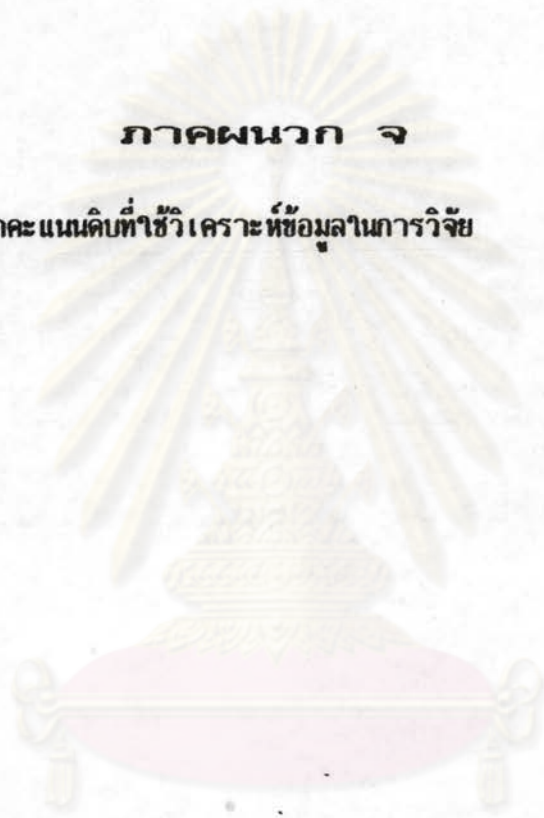 ภาคผนวก จ
คะแนนดิบที่ใช้วิเคราะห์ข้อมูลในการวิจัย